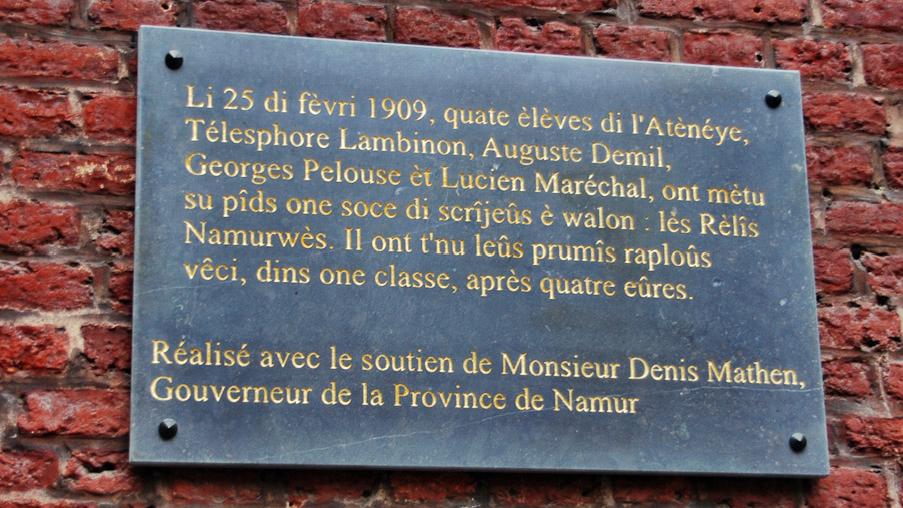 Li 25 di fèvri 1909, quate èlèves di l'Atènéye,
Télesphore Lambinon, Auguste Demil,
Georges Pelouse èt Lucien Maréchal, ont mètu
su pîds one soce di scrîjeûs è walon : lès Rèlîs
Namurwès. Il ont t'nu leûs prumîs raploûs
vêci, dins one classe, après quatre eûres.
Réalisé avec le soutien de Monsieur Denis Mathen,
Gouverneur de la Province de Namur